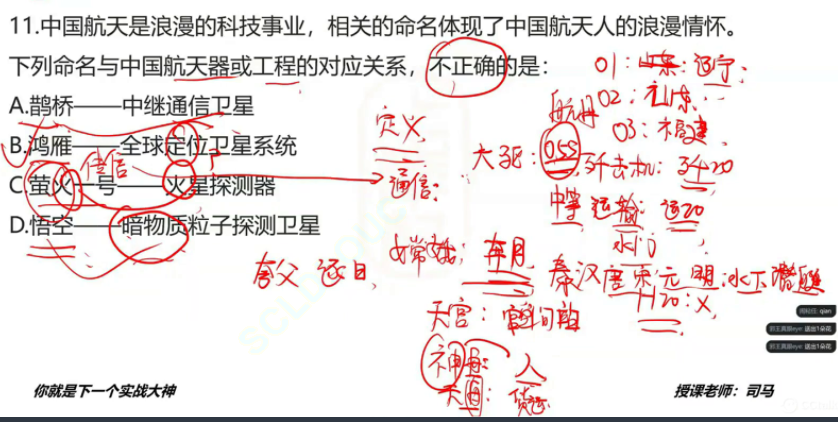 11.中国航天是浪漫的科技事业，相关的命名体现了中国航天人的浪漫情怀。
下列命名与中国航天器或工程的对应关系，不正确的是：
A.鹊桥——中继通信卫星
B.鸿雁——全球定位卫星系统
C.萤火一号——火星探测器
D.悟空——暗物质粒子探测卫星
01：山东：辽宁
航母 02：山东
03：福建
定义
大驱：055
歼击机：歼20
信
通信：
中等运输：运20
水门
夸父 逐日
嫦娥：奔月
秦汉唐宋元明：水下潜艇
H20：X
天宫：空间站
神舟：人
天舟：货运
你就是下一个实战大神
授课老师：司马